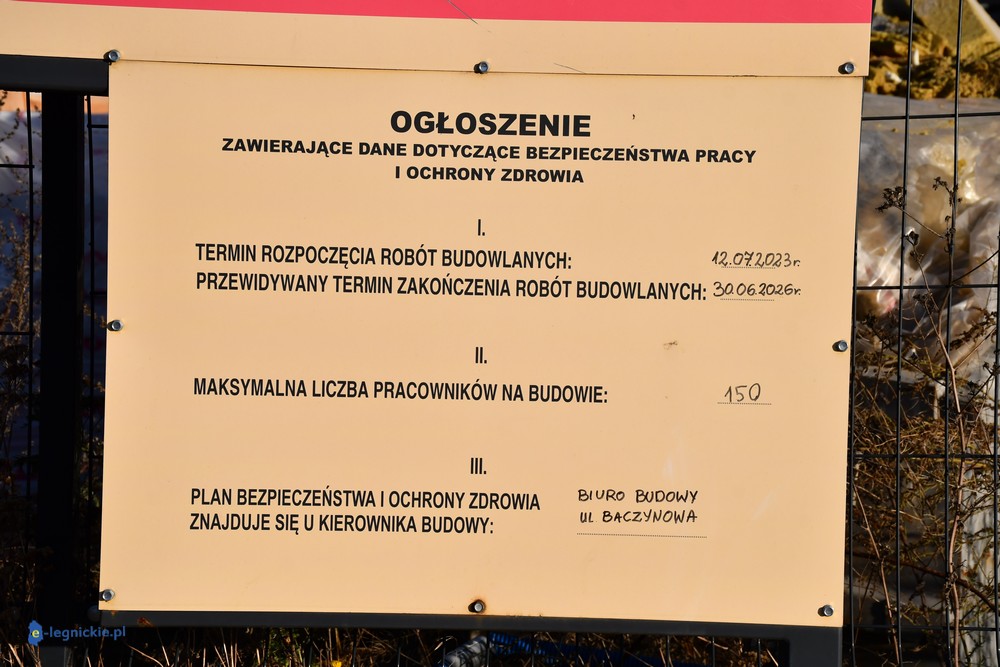 OGŁOSZENIE
ZAWIERAJĄCE DANE DOTYCZĄCE BEZPIECZEŃSTWA PRACY
I OCHRONY ZDROWIA
I.
TERMIN ROZPOCZĘCIA ROBÓT BUDOWLANYCH: 12.07.2023r.
PRZEWIDYWANY TERMIN ZAKOŃCZENIA ROBÓT BUDOWLANYCH: 30.06.2026r.
II.
MAKSYMALNA LICZBA PRACOWNIKÓW NA BUDOWIE: 150
III.
PLAN BEZPIECZEŃSTWA I OCHRONY ZDROWIA BIURO BUDOWY
ZNAJDUJE SIĘ U KIEROWNIKA BUDOWY: ul. BACZYNOWA
e-legnickie.pl